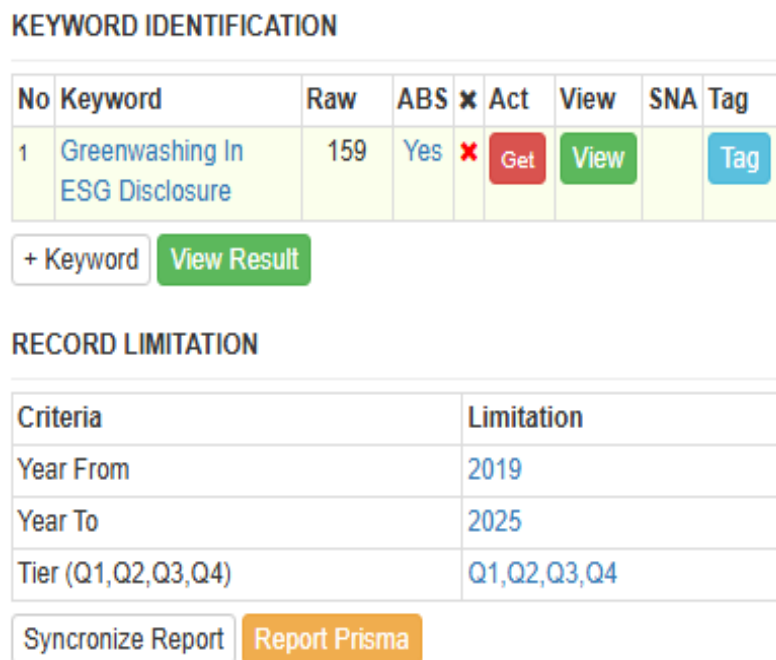 KEYWORD IDENTIFICATION
No Keyword Raw ABS ✖ Act View SNA Tag
1 Greenwashing In 159 Yes ✖ Get View Tag
ESG Disclosure
+ Keyword View Result
RECORD LIMITATION
Criteria Limitation
Year From 2019
Year To 2025
Tier (Q1,Q2,Q3,Q4) Q1,Q2,Q3,Q4
Syncronize Report Report Prisma